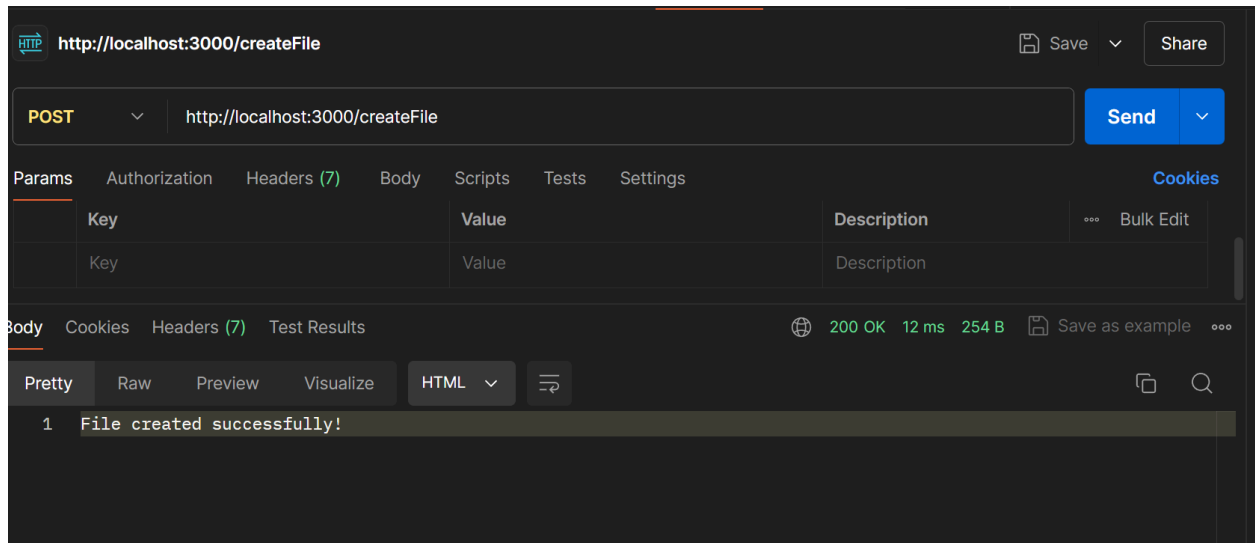 HTTP http://localhost:3000/createFile Save Share
POST http://localhost:3000/createFile Send
Params Authorization Headers (7) Body Scripts Tests Settings Cookies
Key Value Description Bulk Edit
Key Value Description
Body Cookies Headers (7) Test Results 200 OK 12 ms 254 B Save as example
Pretty Raw Preview Visualize HTML
1 File created successfully!